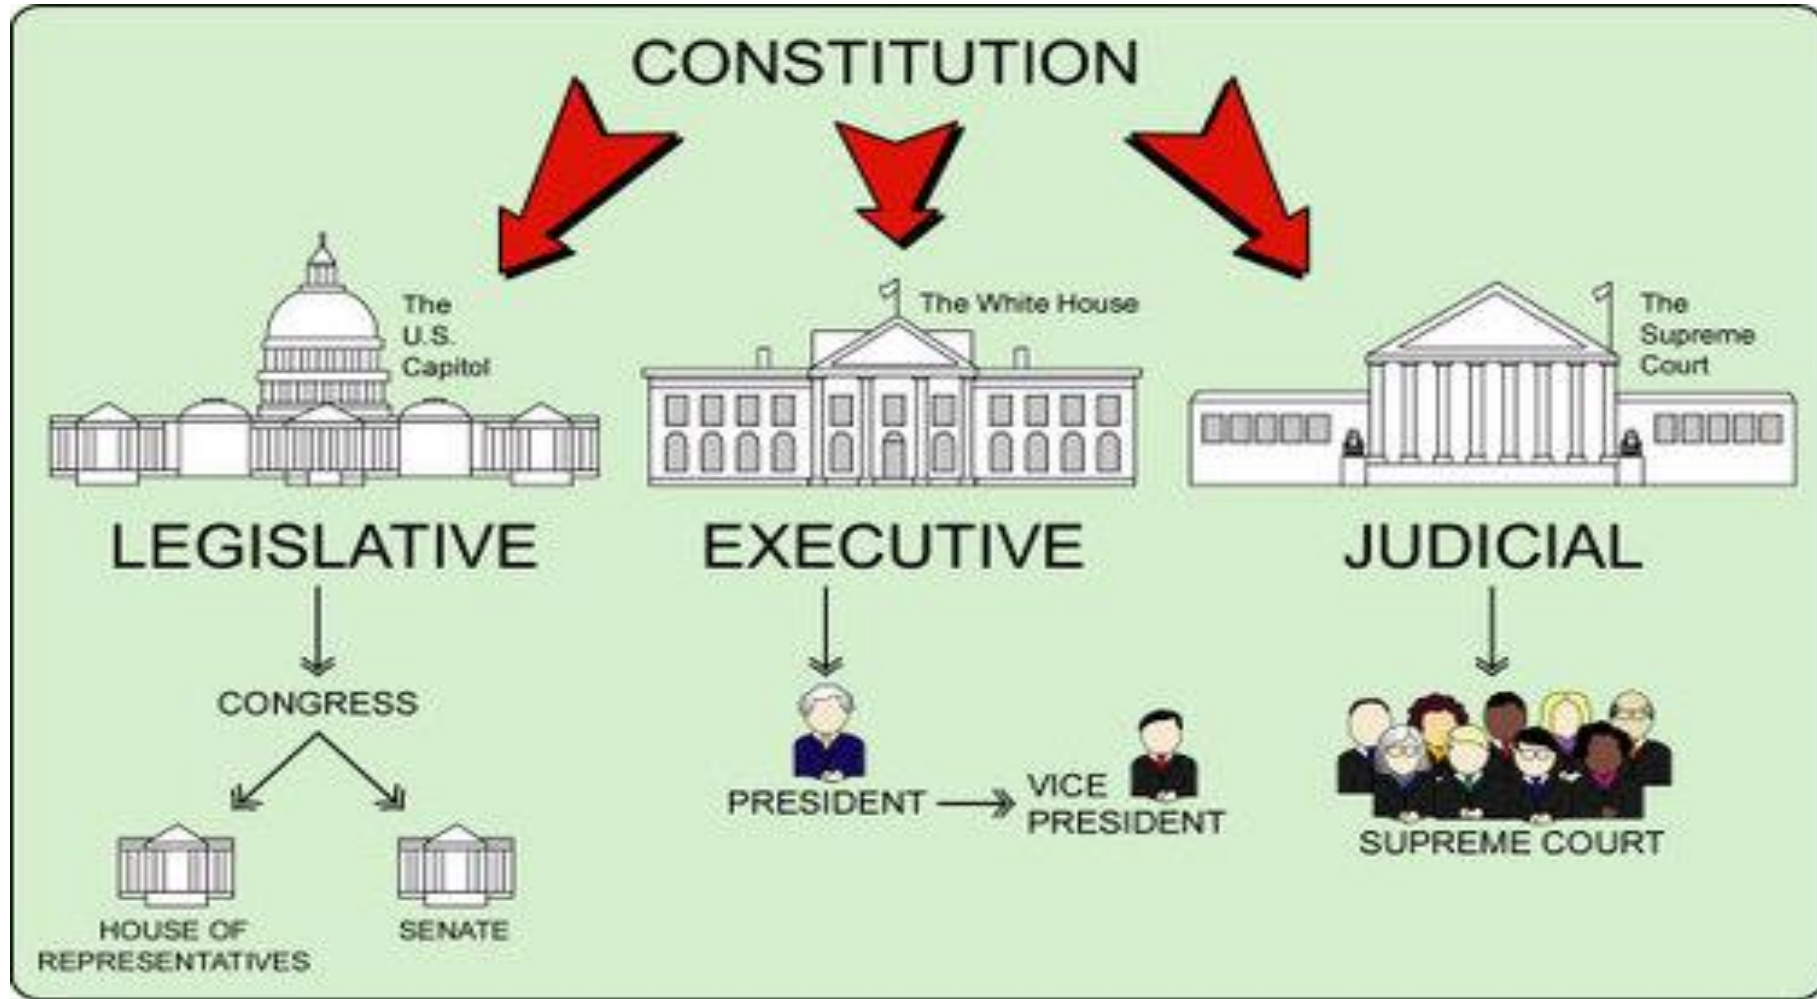 CONSTITUTION
The
U.S.
Capitol
The White House
The
Supreme
Court
LEGISLATIVE
EXECUTIVE
JUDICIAL
CONGRESS
HOUSE OF
REPRESENTATIVES
SENATE
PRESIDENT
VICE
PRESIDENT
SUPREME COURT